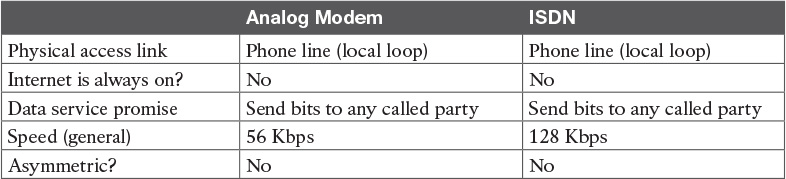 Analog Modem ISDN
Physical access link Phone line (local loop) Phone line (local loop)
Internet is always on? No No
Data service promise Send bits to any called party Send bits to any called party
Speed (general) 56 Kbps 128 Kbps
Asymmetric? No No